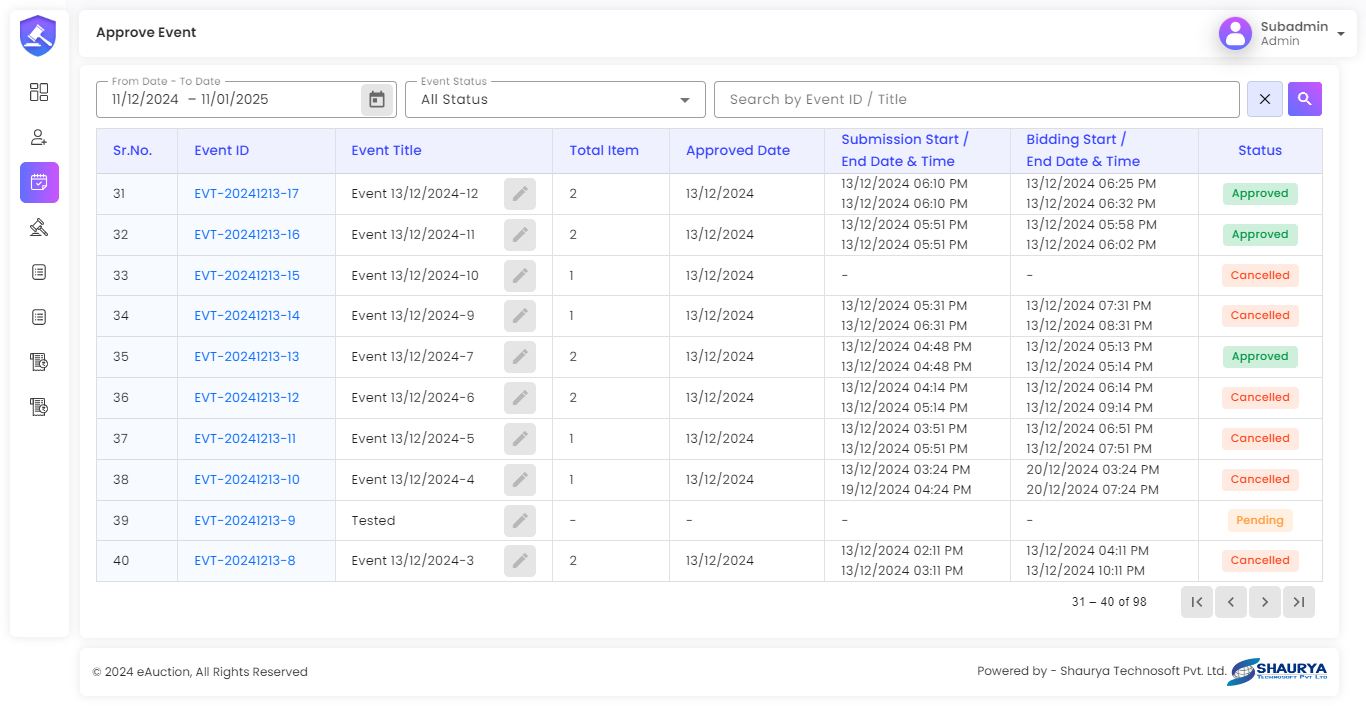 Approve Event
Subadmin
Admin
From Date - To Date
11/12/2024 – 11/01/2025
Event Status
All Status
Search by Event ID / Title
Sr.No. Event ID Event Title Total Item Approved Date Submission Start / End Date & Time Bidding Start / End Date & Time Status
31 EVT-20241213-17 Event 13/12/2024-12 2 13/12/2024 13/12/2024 06:10 PM 13/12/2024 06:25 PM Approved
13/12/2024 06:10 PM 13/12/2024 06:32 PM
32 EVT-20241213-16 Event 13/12/2024-11 2 13/12/2024 13/12/2024 05:51 PM 13/12/2024 05:58 PM Approved
13/12/2024 05:51 PM 13/12/2024 06:02 PM
33 EVT-20241213-15 Event 13/12/2024-10 1 13/12/2024 - - Cancelled
34 EVT-20241213-14 Event 13/12/2024-9 1 13/12/2024 13/12/2024 05:31 PM 13/12/2024 07:31 PM Cancelled
13/12/2024 06:31 PM 13/12/2024 08:31 PM
35 EVT-20241213-13 Event 13/12/2024-7 2 13/12/2024 13/12/2024 04:48 PM 13/12/2024 05:13 PM Approved
13/12/2024 04:48 PM 13/12/2024 05:14 PM
36 EVT-20241213-12 Event 13/12/2024-6 2 13/12/2024 13/12/2024 04:14 PM 13/12/2024 06:14 PM Cancelled
13/12/2024 05:14 PM 13/12/2024 09:14 PM
37 EVT-20241213-11 Event 13/12/2024-5 1 13/12/2024 13/12/2024 03:51 PM 13/12/2024 06:51 PM Cancelled
13/12/2024 05:51 PM 13/12/2024 07:51 PM
38 EVT-20241213-10 Event 13/12/2024-4 1 13/12/2024 13/12/2024 03:24 PM 20/12/2024 03:24 PM Cancelled
19/12/2024 04:24 PM 20/12/2024 07:24 PM
39 EVT-20241213-9 Tested - - - - Pending
40 EVT-20241213-8 Event 13/12/2024-3 2 13/12/2024 13/12/2024 02:11 PM 13/12/2024 04:11 PM Cancelled
13/12/2024 03:11 PM 13/12/2024 10:11 PM
31 – 40 of 98
© 2024 eAuction, All Rights Reserved
Powered by - Shaurya Technosoft Pvt. Ltd.
SHAURYA
TECHNOSOFT PVT LTD